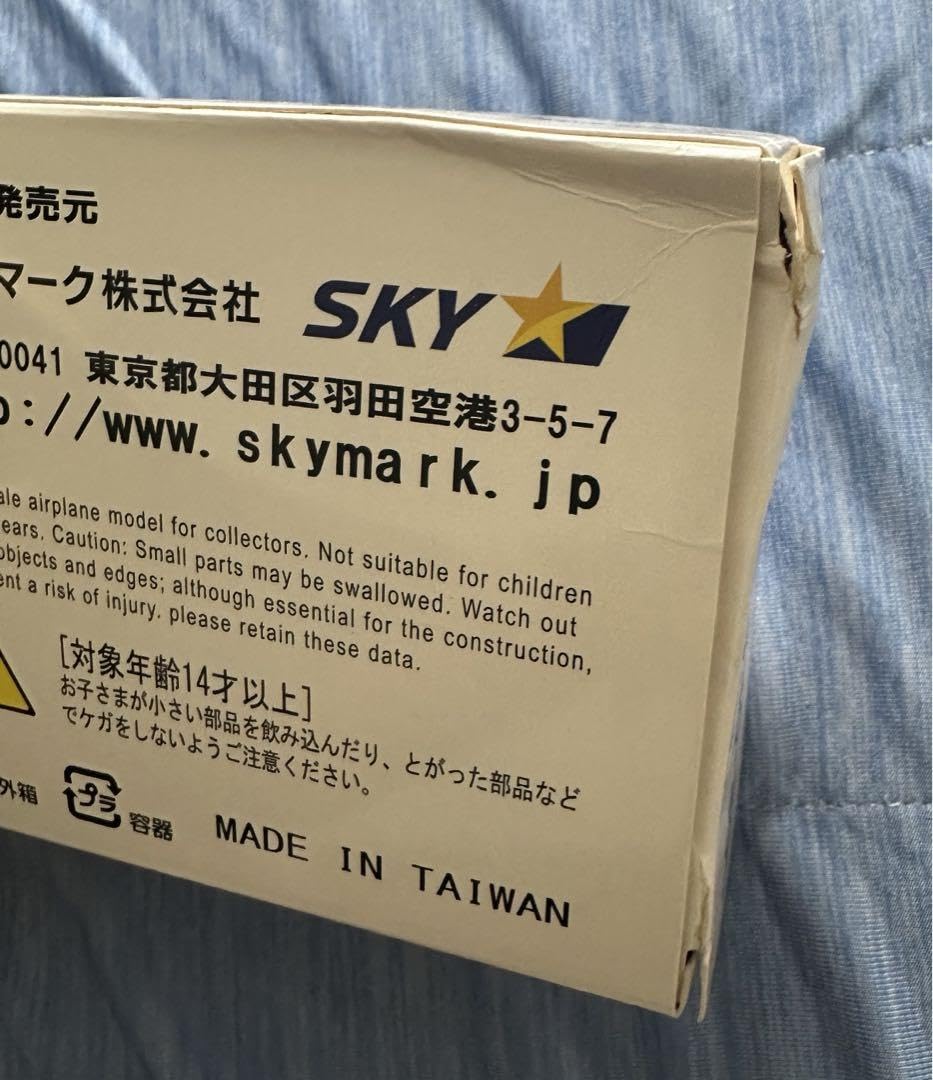 発売元
マーク株式会社 SKY
0041 東京都大田区羽田空港3-5-7
p://www.skymark.jp
ale airplane model for collectors. Not suitable for children
ears. Caution: Small parts may be swallowed. Watch out
objects and edges; although essential for the construction,
ent a risk of injury. please retain these data.
[対象年齢14才以上]
お子さまが小さい部品を飲み込んだり、とがった部品など
でケガをしないようご注意ください。
外箱 プラ 容器
MADE IN TAIWAN